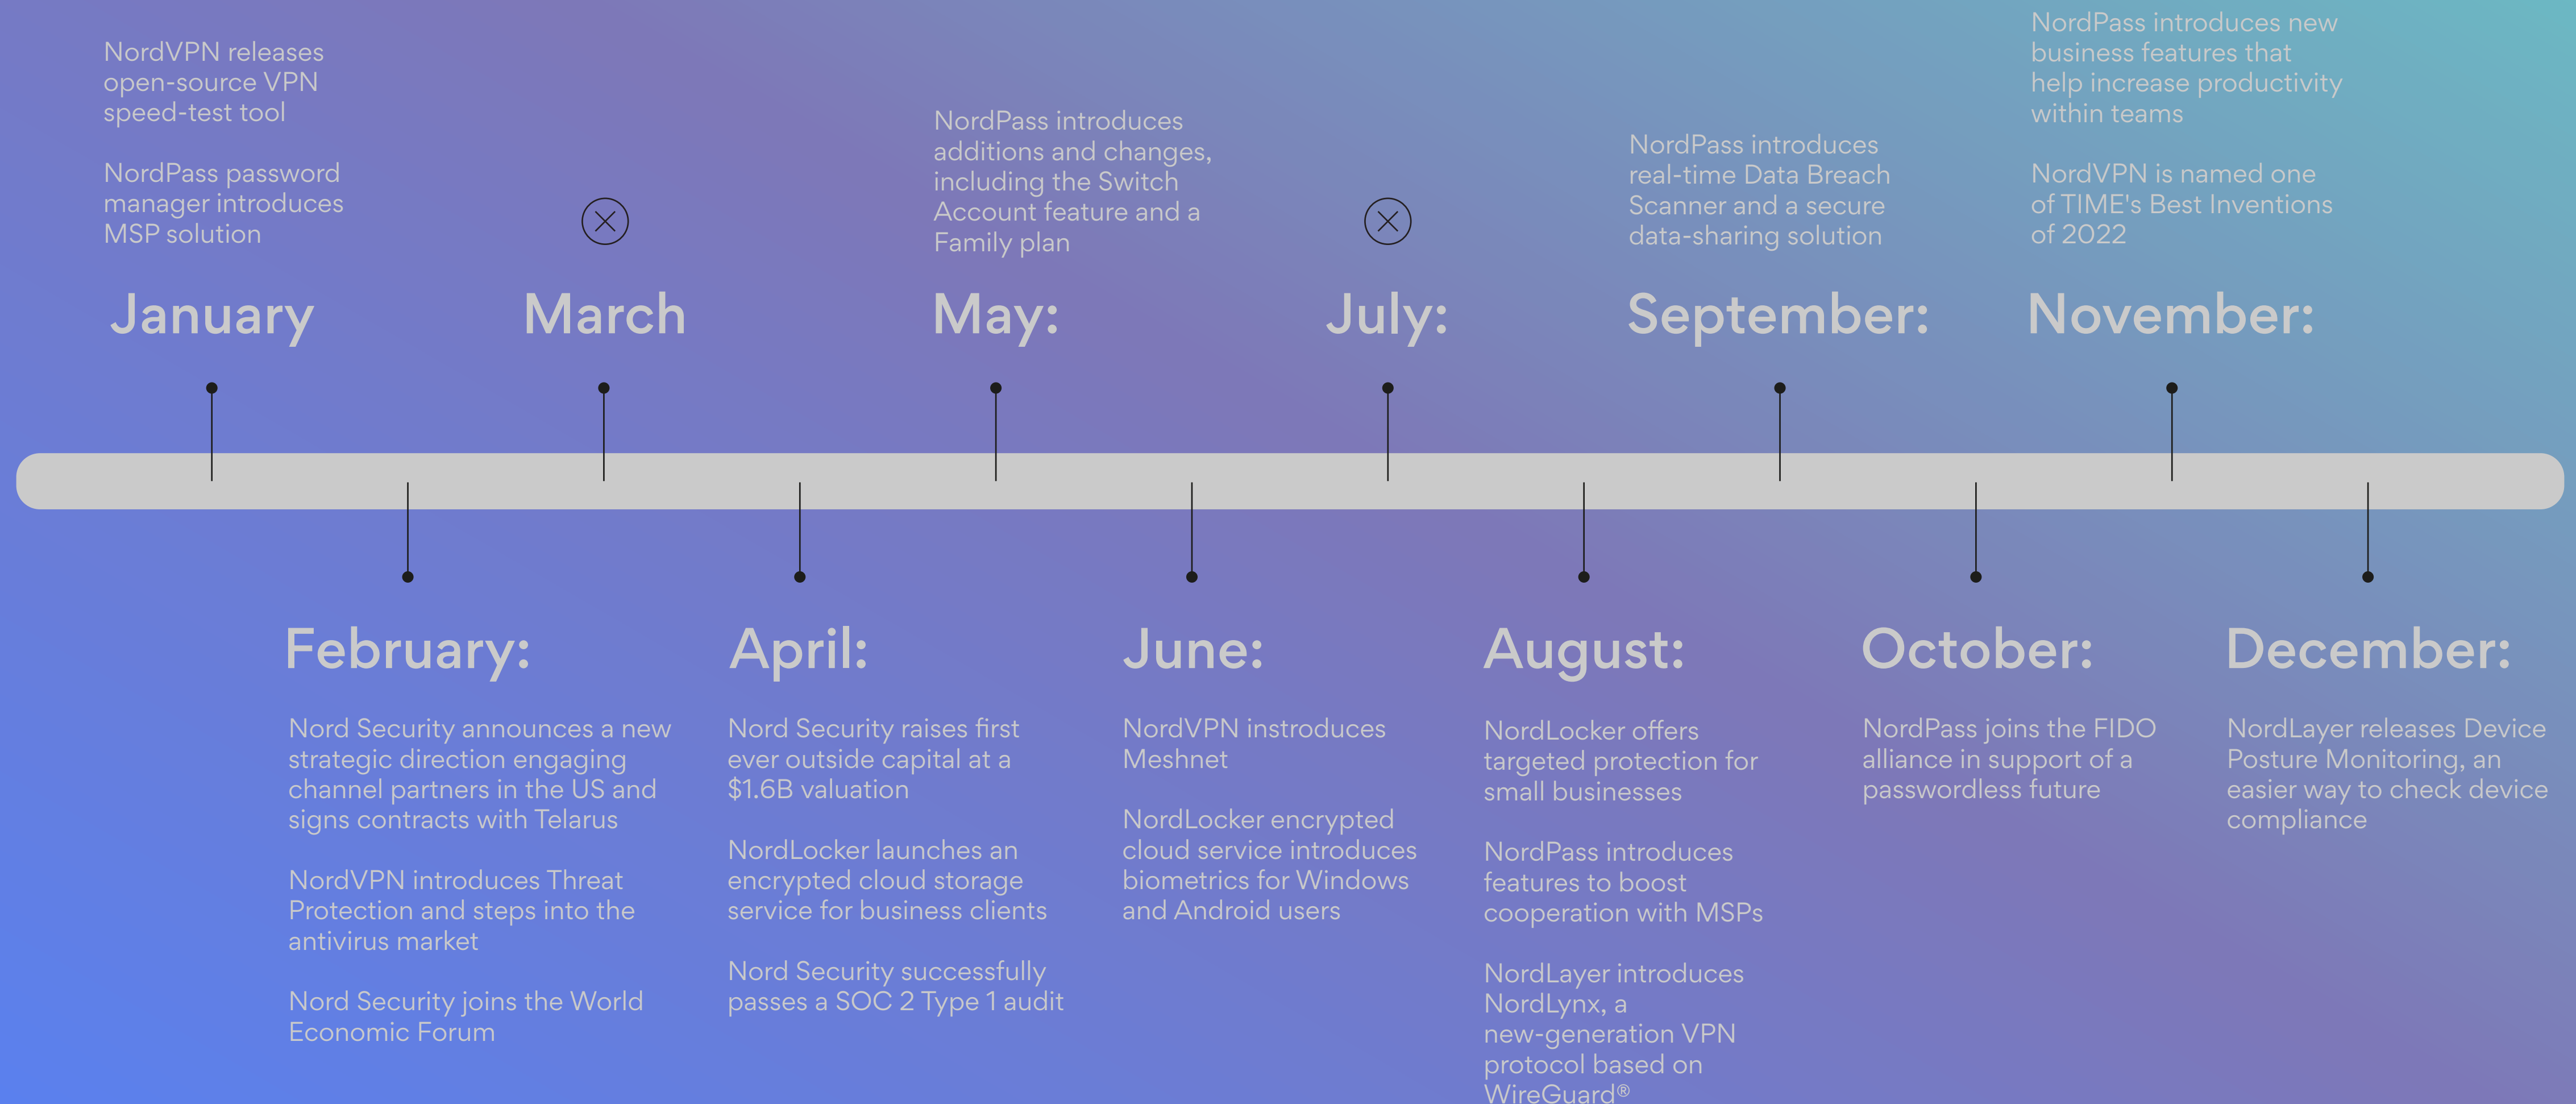 NordVPN releases
open-source VPN
speed-test tool
NordPass password
manager introduces
MSP solution
January
March
NordPass introduces
additions and changes,
including the Switch
Account feature and a
Family plan
May:
July:
NordPass introduces
real-time Data Breach
Scanner and a secure
data-sharing solution
September:
NordPass introduces new
business features that
help increase productivity
within teams
NordVPN is named one
of TIME's Best Inventions
of 2022
November:
February:
Nord Security announces a new
strategic direction engaging
channel partners in the US and
signs contracts with Telarus
NordVPN introduces Threat
Protection and steps into the
antivirus market
Nord Security joins the World
Economic Forum
April:
Nord Security raises first
ever outside capital at a
$1.6B valuation
NordLocker launches an
encrypted cloud storage
service for business clients
Nord Security successfully
passes a SOC 2 Type 1 audit
June:
NordVPN instroduces
Meshnet
NordLocker encrypted
cloud service introduces
biometrics for Windows
and Android users
August:
NordLocker offers
targeted protection for
small businesses
NordPass introduces
features to boost
cooperation with MSPs
NordLayer introduces
NordLynx, a
new-generation VPN
protocol based on
WireGuard®
October:
NordPass joins the FIDO
alliance in support of a
passwordless future
December:
NordLayer releases Device
Posture Monitoring, an
easier way to check device
compliance